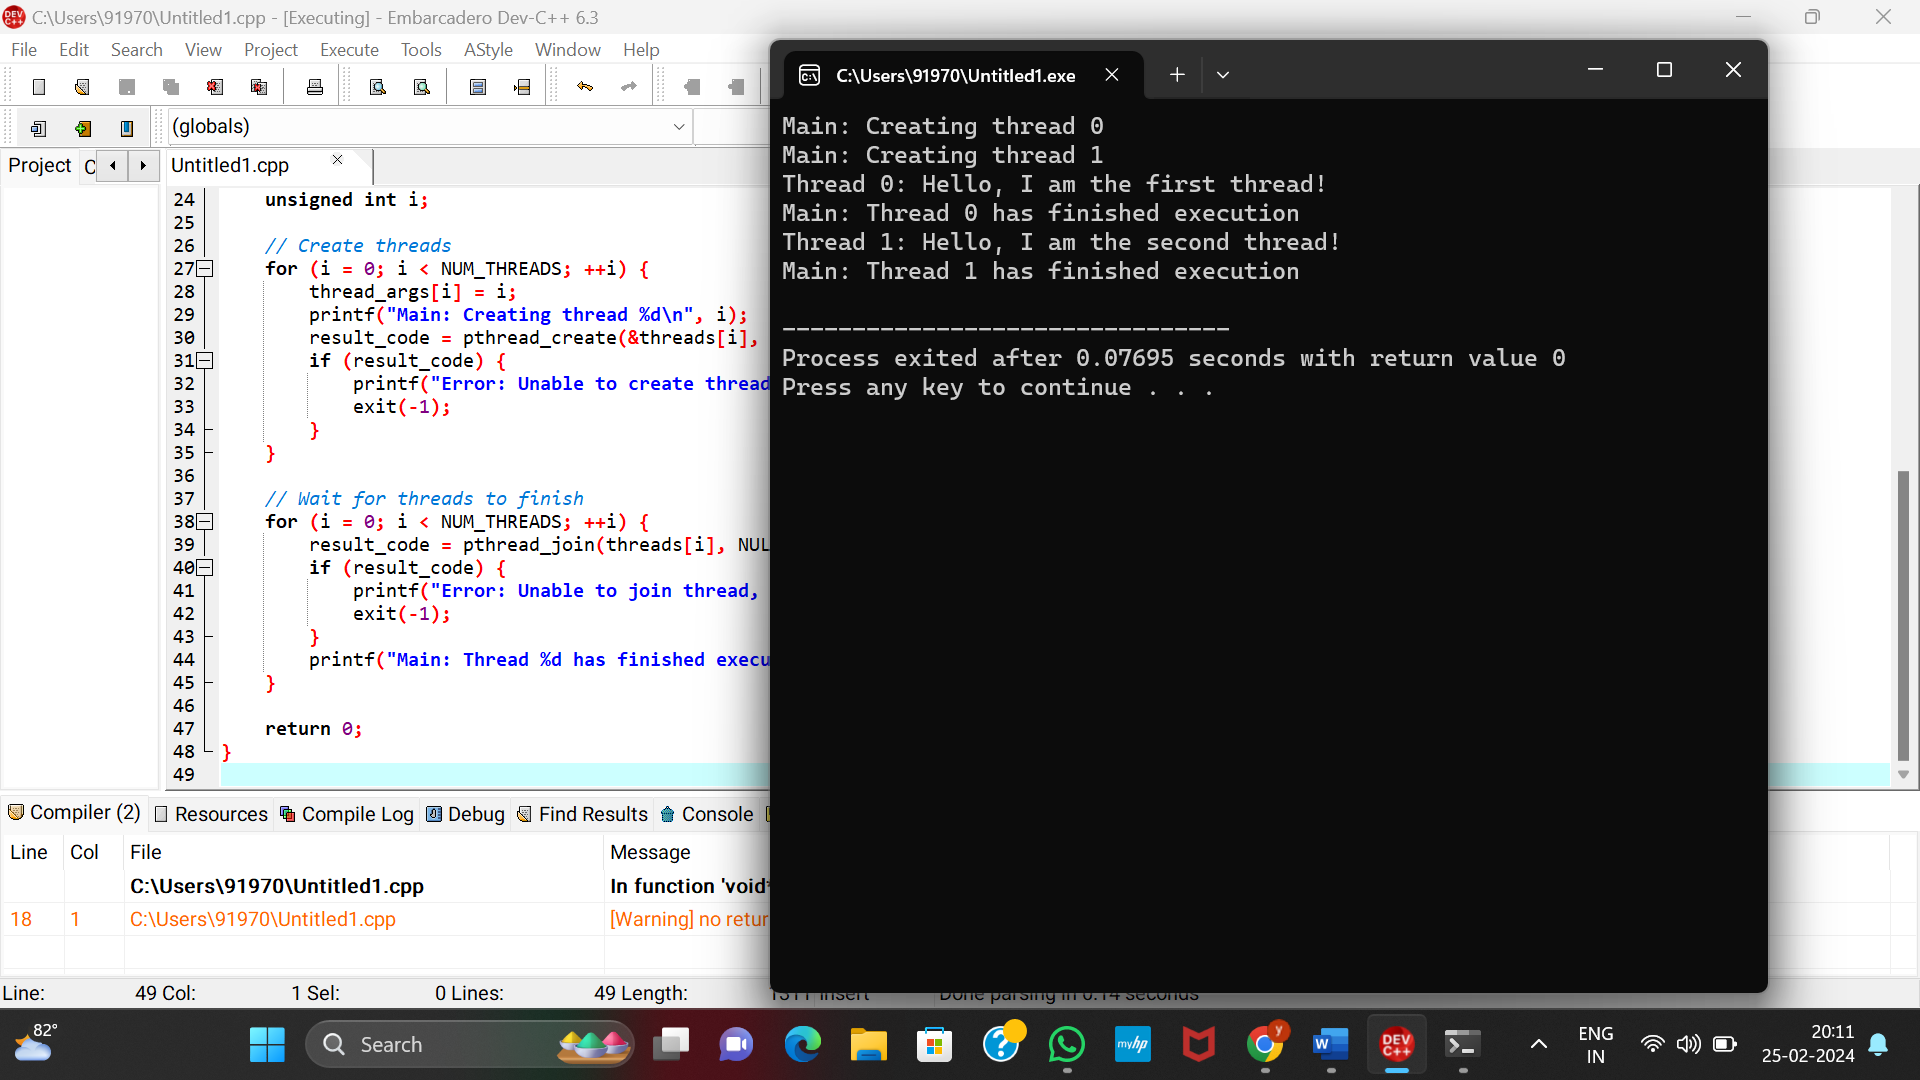 C:\Users\91970\Untitled1.cpp - [Executing] - Embarcadero Dev-C++ 6.3
File Edit Search View Project Execute Tools AStyle Window Help
(globals)
Project
Untitled1.cpp
24 unsigned int i;
25
26 // Create threads
27 for (i = 0; i < NUM_THREADS; ++i) {
28 thread_args[i] = i;
29 printf("Main: Creating thread %d\n", i);
30 result_code = pthread_create(&threads[i],
31 if (result_code) {
32 printf("Error: Unable to create thread
33 exit(-1);
34 }
35 }
36
37 // Wait for threads to finish
38 for (i = 0; i < NUM_THREADS; ++i) {
39 result_code = pthread_join(threads[i], NUL
40 if (result_code) {
41 printf("Error: Unable to join thread,
42 exit(-1);
43 }
44 printf("Main: Thread %d has finished execu
45 }
46
47 return 0;
48 }
49
C:\Users\91970\Untitled1.exe
Main: Creating thread 0
Main: Creating thread 1
Thread 0: Hello, I am the first thread!
Main: Thread 0 has finished execution
Thread 1: Hello, I am the second thread!
Main: Thread 1 has finished execution
--------------------------------
Process exited after 0.07695 seconds with return value 0
Press any key to continue . . .
Compiler (2) Resources Compile Log Debug Find Results Console
Line Col File Message
C:\Users\91970\Untitled1.cpp In function 'void*
18 1 C:\Users\91970\Untitled1.cpp [Warning] no retur
Line: 49 Col: 1 Sel: 0 Lines: 49 Length: 1311 Insert Done parsing in 0.14 seconds
82°
Search
myhp
y
W
DEV C++
ENG
IN
20:11
25-02-2024